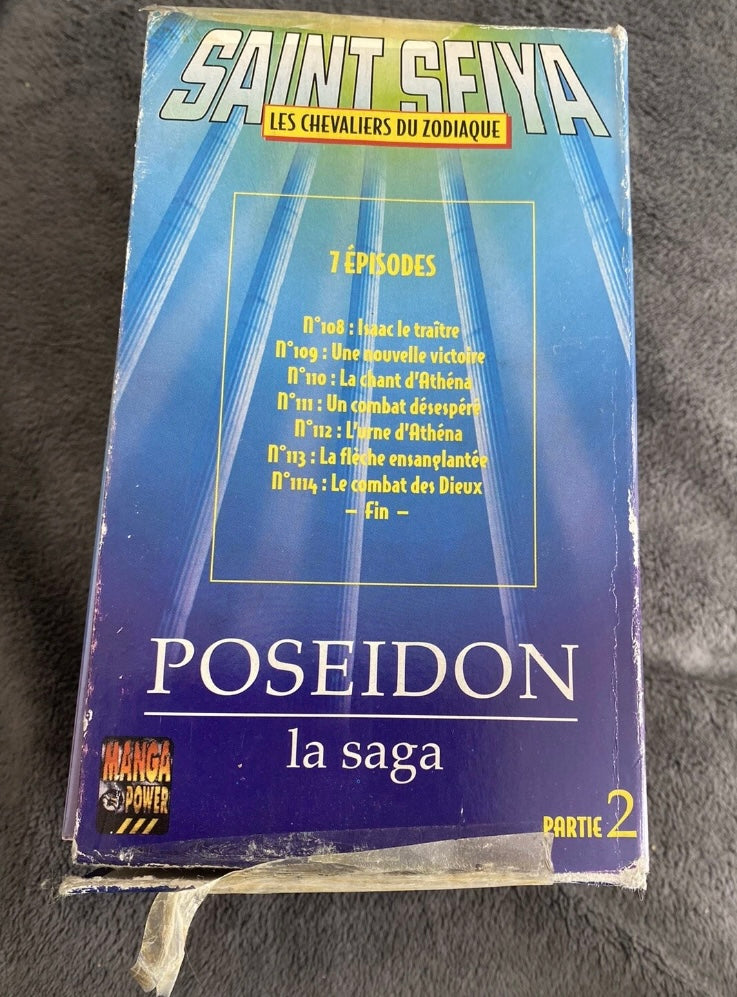 SAINT SEIYA
LES CHEVALIERS DU ZODIAQUE
7 ÉPISODES
N°108 : Isaac le traître
N°109 : Une nouvelle victoire
N°110 : La chant d'Athéna
N°111 : Un combat désespéré
N°112 : L'urne d'Athéna
N°113 : La flèche ensanglantée
N°1114 : Le combat des Dieux
– Fin –
POSEIDON
la saga
MANGA
POWER
PARTIE 2